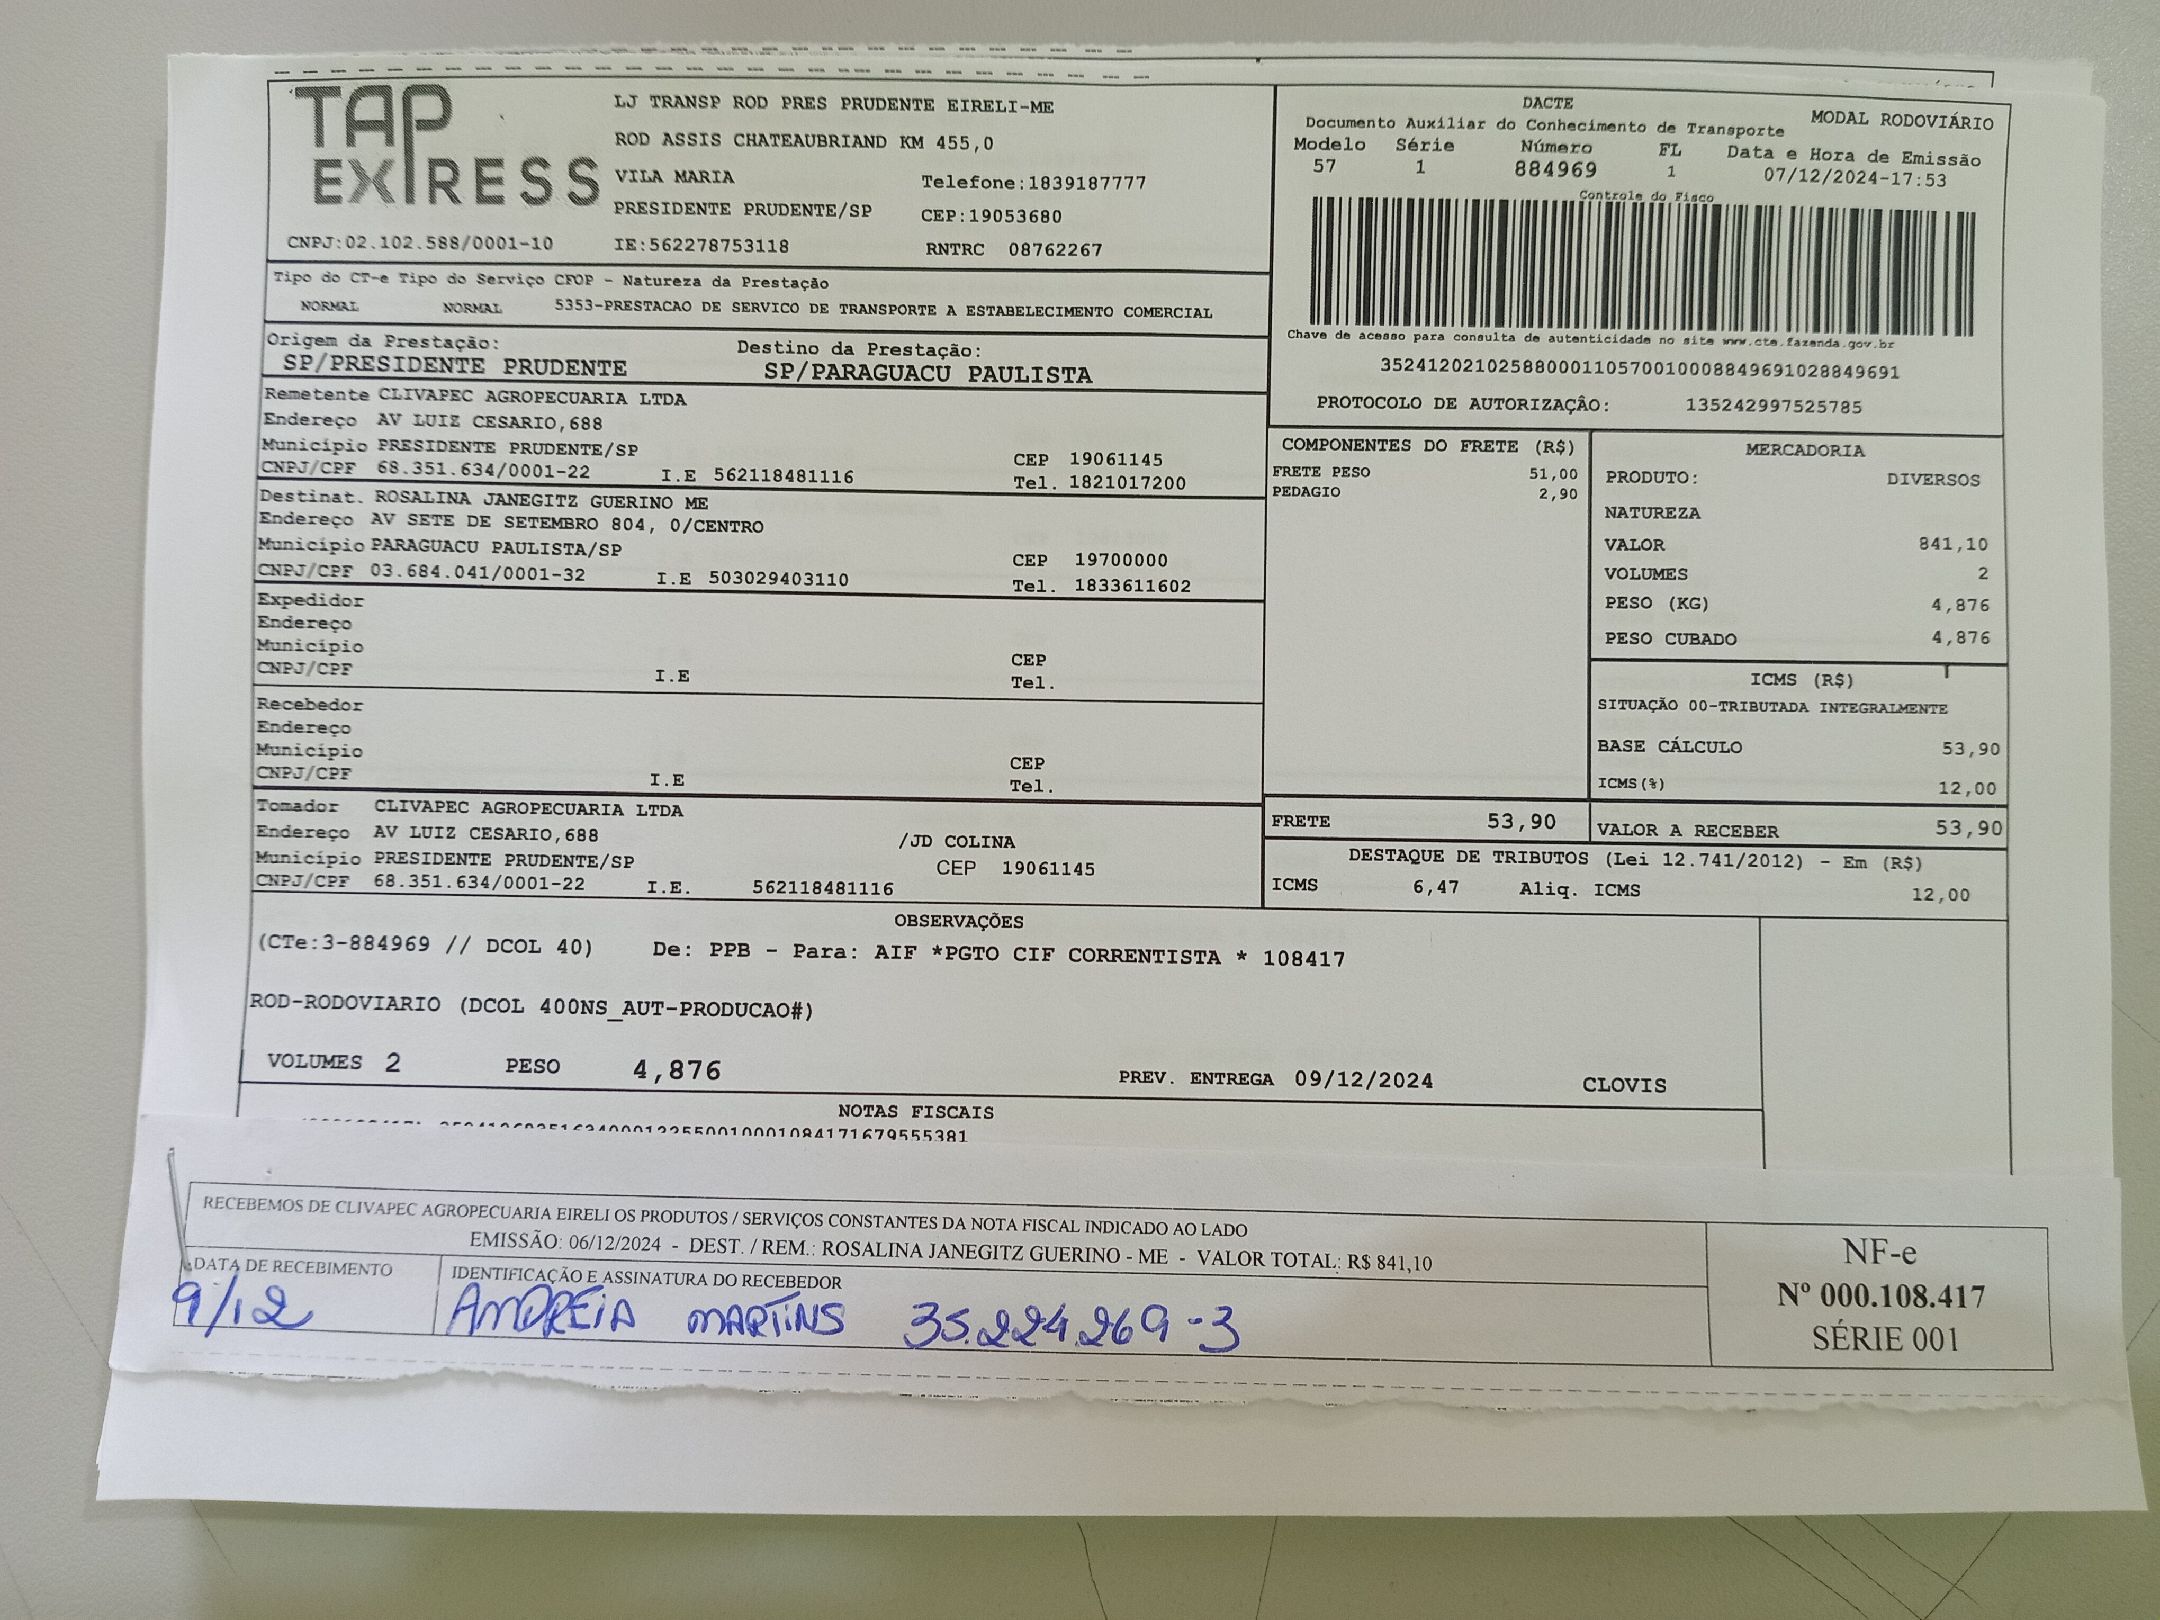 TAP
EXPRESS
CNPJ:02.102.588/0001-10
LJ TRANSP ROD PRES PRUDENTE EIRELI-ME
ROD ASSIS CHATEAUBRIAND KM 455,0
VILA MARIA Telefone:1839187777
PRESIDENTE PRUDENTE/SP CEP:19053680
IE:562278753118 RNTRC 08762267
DACTE
Documento Auxiliar do Conhecimento de Transporte MODAL RODOVIÁRIO
Modelo Série Número FL Data e Hora de Emissão
57 1 884969 1 07/12/2024-17:53
Controle do Fisco
Chave de acesso para consulta de autenticidade no site www.cte.fazenda.gov.br
35241202102588000110570010008849691028849691
PROTOCOLO DE AUTORIZAÇÂO: 135242997525785
Tipo do CT-e Tipo do Serviço CFOP - Natureza da Prestação
NORMAL NORMAL 5353-PRESTACAO DE SERVICO DE TRANSPORTE A ESTABELECIMENTO COMERCIAL
Origem da Prestação: Destino da Prestação:
SP/PRESIDENTE PRUDENTE SP/PARAGUACU PAULISTA
Remetente CLIVAPEC AGROPECUARIA LTDA
Endereço AV LUIZ CESARIO,688
Município PRESIDENTE PRUDENTE/SP CEP 19061145
CNPJ/CPF 68.351.634/0001-22 I.E 562118481116 Tel. 1821017200
Destinat. ROSALINA JANEGITZ GUERINO ME
Endereço AV SETE DE SETEMBRO 804, 0/CENTRO
Município PARAGUACU PAULISTA/SP CEP 19700000
CNPJ/CPF 03.684.041/0001-32 I.E 503029403110 Tel. 1833611602
Expedidor
Endereço
Município CEP
CNPJ/CPF I.E Tel.
Recebedor
Endereço
Município CEP
CNPJ/CPF I.E Tel.
Tomador CLIVAPEC AGROPECUARIA LTDA
Endereço AV LUIZ CESARIO,688 /JD COLINA
Município PRESIDENTE PRUDENTE/SP CEP 19061145
CNPJ/CPF 68.351.634/0001-22 I.E. 562118481116
COMPONENTES DO FRETE (R$)
FRETE PESO 51,00
PEDAGIO 2,90
MERCADORIA
PRODUTO: DIVERSOS
NATUREZA
VALOR 841,10
VOLUMES 2
PESO (KG) 4,876
PESO CUBADO 4,876
ICMS (R$)
SITUAÇÃO 00-TRIBUTADA INTEGRALMENTE
BASE CÁLCULO 53,90
ICMS(%) 12,00
FRETE 53,90 VALOR A RECEBER 53,90
DESTAQUE DE TRIBUTOS (Lei 12.741/2012) - Em (R$)
ICMS 6,47 Aliq. ICMS 12,00
OBSERVAÇÕES
(CTe:3-884969 // DCOL 40) De: PPB - Para: AIF *PGTO CIF CORRENTISTA * 108417
ROD-RODOVIARIO (DCOL 400NS_AUT-PRODUCAO#)
VOLUMES 2 PESO 4,876 PREV. ENTREGA 09/12/2024 CLOVIS
NOTAS FISCAIS
RECEBEMOS DE CLIVAPEC AGROPECUARIA EIRELI OS PRODUTOS / SERVIÇOS CONSTANTES DA NOTA FISCAL INDICADO AO LADO
EMISSÃO: 06/12/2024 - DEST. / REM.: ROSALINA JANEGITZ GUERINO - ME - VALOR TOTAL: R$ 841,10
DATA DE RECEBIMENTO IDENTIFICAÇÃO E ASSINATURA DO RECEBEDOR
9/12 ANDREIA MARTINS 35.224.269-3
NF-e
Nº 000.108.417
SÉRIE 001